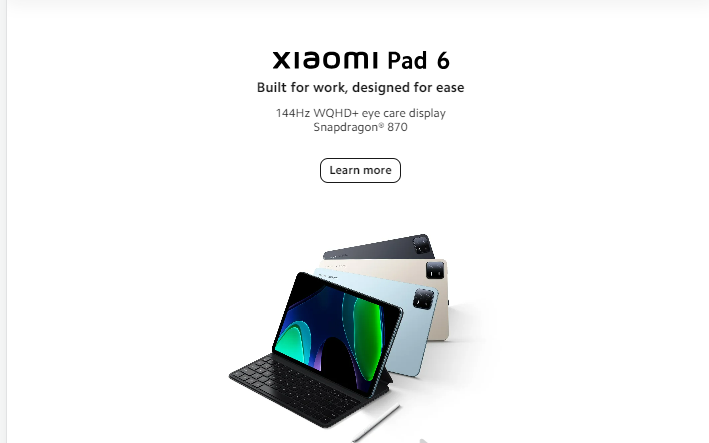 xiaomi Pad 6
Built for work, designed for ease
144Hz WQHD+ eye care display
Snapdragon® 870
Learn more